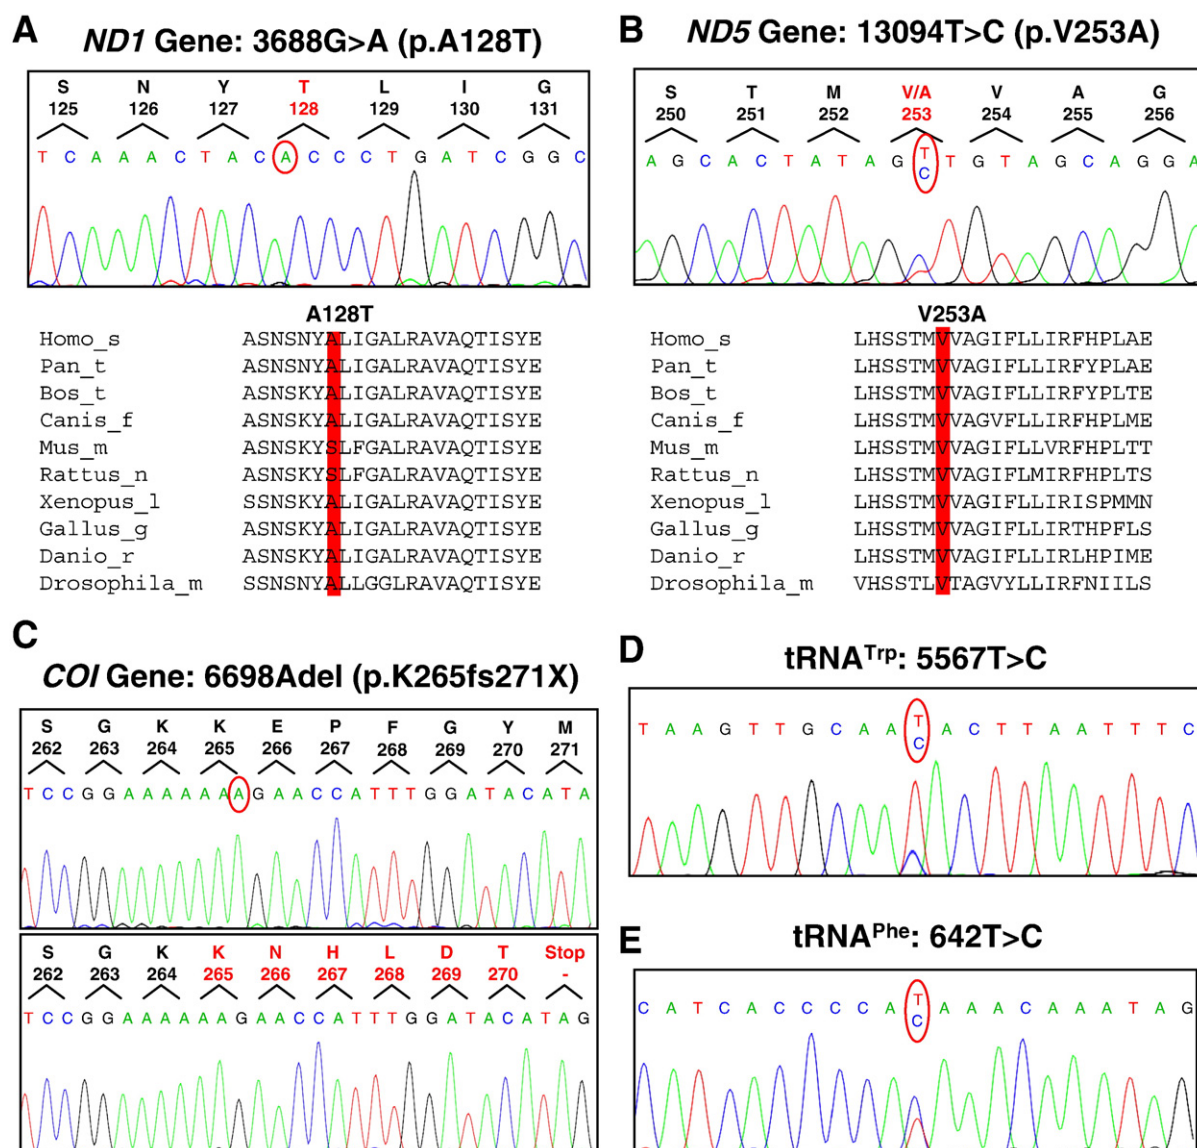 A
ND1 Gene: 3688G>A (p.A128T)
S N Y T L I G
125 126 127 128 129 130 131
T C A A A C T A C A C C C T G A T C G G C
A128T
Homo_s ASNSNYALIGALRAVAQTISYE
Pan_t ASNSNYALIGALRAVAQTISYE
Bos_t ASNSKYALIGALRAVAQTISYE
Canis_f ASNSKYALIGALRAVAQTISYE
Mus_m ASNSKYSLFGALRAVAQTISYE
Rattus_n ASNSKYSLFGALRAVAQTISYE
Xenopus_l SSNSKYALIGALRAVAQTISYE
Gallus_g ASNSKYALIGALRAVAQTISYE
Danio_r ASNSKYALIGALRAVAQTISYE
Drosophila_m SSNSNYALLGGLRAVAQTISYE
B
ND5 Gene: 13094T>C (p.V253A)
S T M V/A V A G
250 251 252 253 254 255 256
A G C A C T A T A G T T G T A G C A G G A
C
V253A
Homo_s LHSSTMVVAGIFLLIRFHPLAE
Pan_t LHSSTMVVAGIFLLIRFYPLAE
Bos_t LHSSTMVVAGIFLLIRFYPLTE
Canis_f LHSSTMVVAGVFLLIRFHPLME
Mus_m LHSSTMVVAGIFLLVRFHPLTT
Rattus_n LHSSTMVVAGIFLMIRFHPLTS
Xenopus_l LHSSTMVVAGIFLLIRISPMMN
Gallus_g LHSSTMVVAGIFLLIRTHPFLS
Danio_r LHSSTMVVAGIFLLIRLHPIME
Drosophila_m VHSSTLVTAGVYLLIRFNIILS
C
COI Gene: 6698Adel (p.K265fs271X)
S G K K E P F G Y M
262 263 264 265 266 267 268 269 270 271
T C C G G A A A A A A A G A A C C A T T T G G A T A C A T A
S G K K N H L D T Stop
262 263 264 265 266 267 268 269 270 -
T C C G G A A A A A A G A A C C A T T T G G A T A C A T A G
D
tRNATrp: 5567T>C
T A A G T T G C A A T A C T T A A T T T C
C
E
tRNAPhe: 642T>C
C A T C A C C C C A T A A A C A A A T A G
C